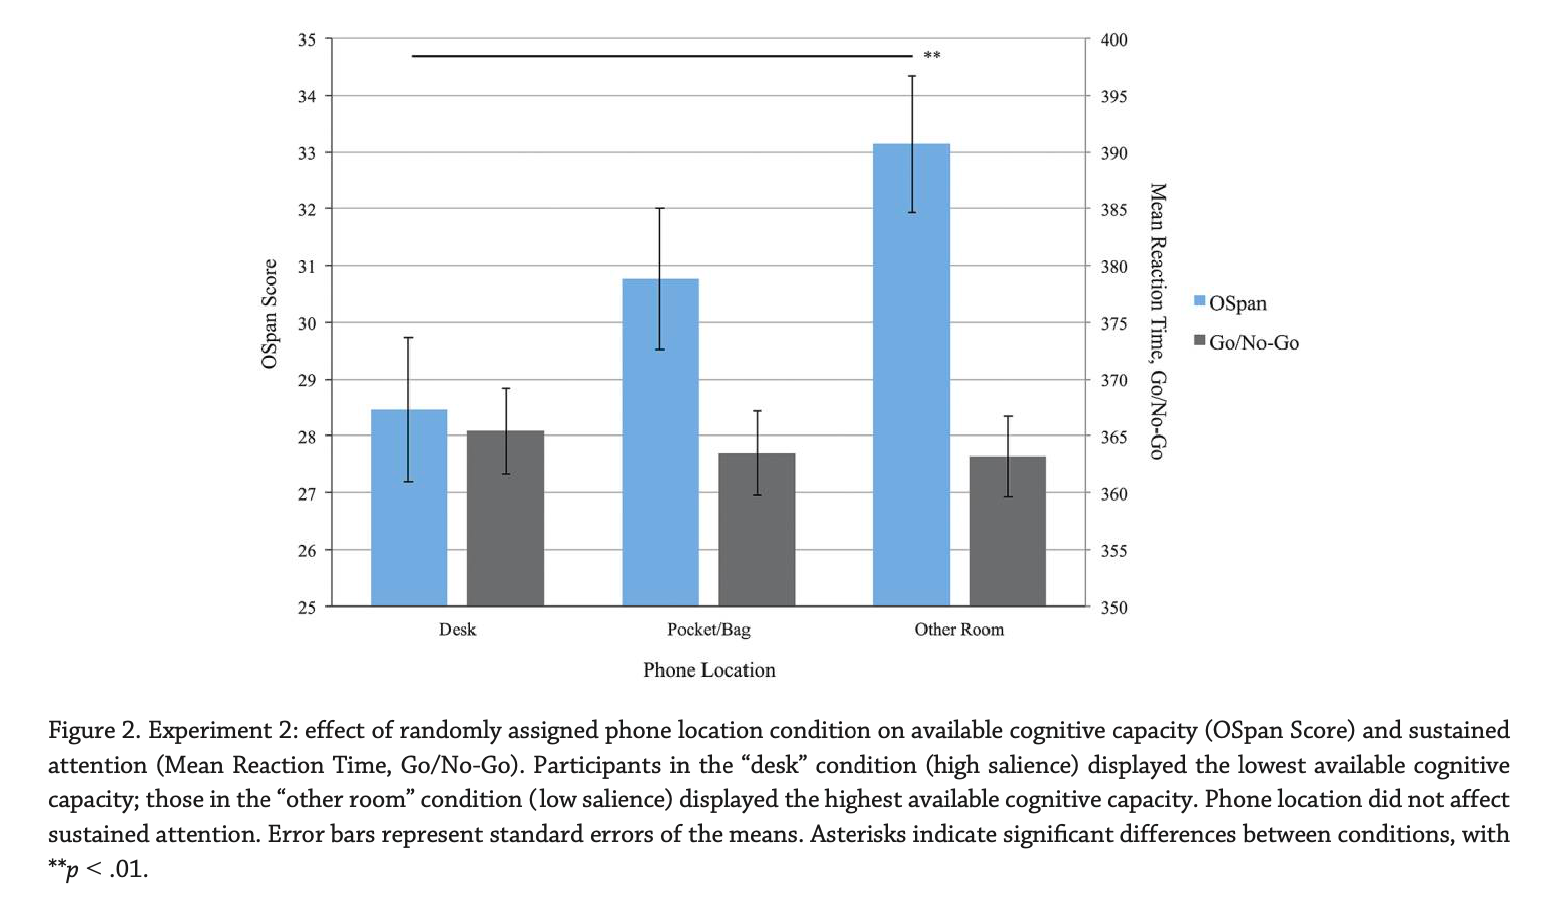 35
34
33
32
31
30
29
28
27
26
25
OSpan Score
**
400
395
390
385
380
375
370
365
360
355
350
Mean Reaction Time, Go/No-Go
OSpan
Go/No-Go
Desk Pocket/Bag Other Room
Phone Location
Figure 2. Experiment 2: effect of randomly assigned phone location condition on available cognitive capacity (OSpan Score) and sustained
attention (Mean Reaction Time, Go/No-Go). Participants in the “desk” condition (high salience) displayed the lowest available cognitive
capacity; those in the “other room” condition (low salience) displayed the highest available cognitive capacity. Phone location did not affect
sustained attention. Error bars represent standard errors of the means. Asterisks indicate significant differences between conditions, with
**p < .01.